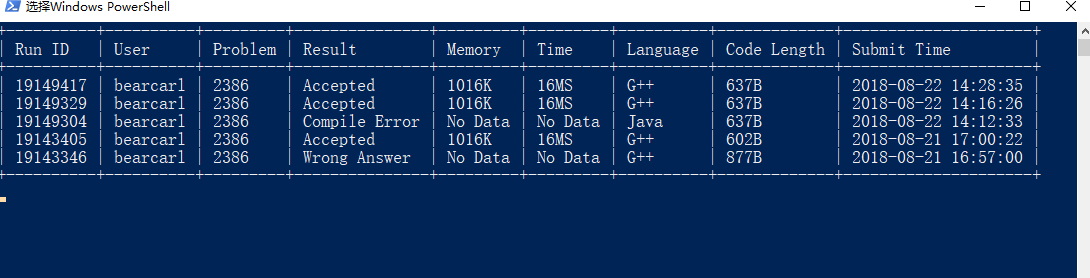 选择Windows PowerShell
Run ID | User | Problem | Result | Memory | Time | Language | Code Length | Submit Time
19149417 | bearcarl | 2386 | Accepted | 1016K | 16MS | G++ | 637B | 2018-08-22 14:28:35
19149329 | bearcarl | 2386 | Accepted | 1016K | 16MS | G++ | 637B | 2018-08-22 14:16:26
19149304 | bearcarl | 2386 | Compile Error | No Data | No Data | Java | 637B | 2018-08-22 14:12:33
19143405 | bearcarl | 2386 | Accepted | 1016K | 16MS | G++ | 602B | 2018-08-21 17:00:22
19143346 | bearcarl | 2386 | Wrong Answer | No Data | No Data | G++ | 877B | 2018-08-21 16:57:00